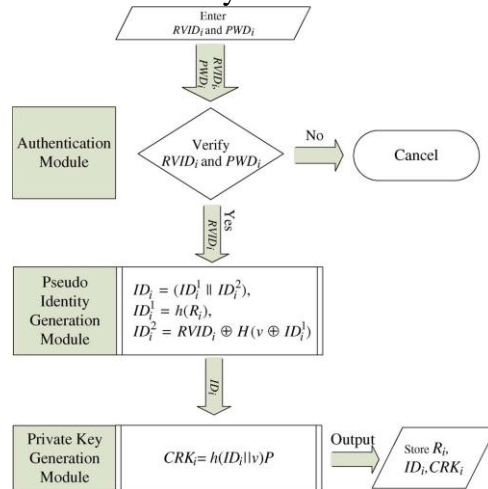 Enter
RVIDᵢ and PWDᵢ
RVIDᵢ,
PWDᵢ
Authentication
Module
Verify
RVIDᵢ and PWDᵢ
No
Cancel
Yes
RVIDᵢ
Pseudo
Identity
Generation
Module
IDᵢ = (IDᵢ¹ ‖ IDᵢ²),
IDᵢ¹ = h(Rᵢ),
IDᵢ² = RVIDᵢ ⊕ H(v ⊕ IDᵢ¹)
IDᵢ
Private Key
Generation
Module
CRKᵢ= h(IDᵢ||v)P
Output
Store Rᵢ,
IDᵢ,CRKᵢ